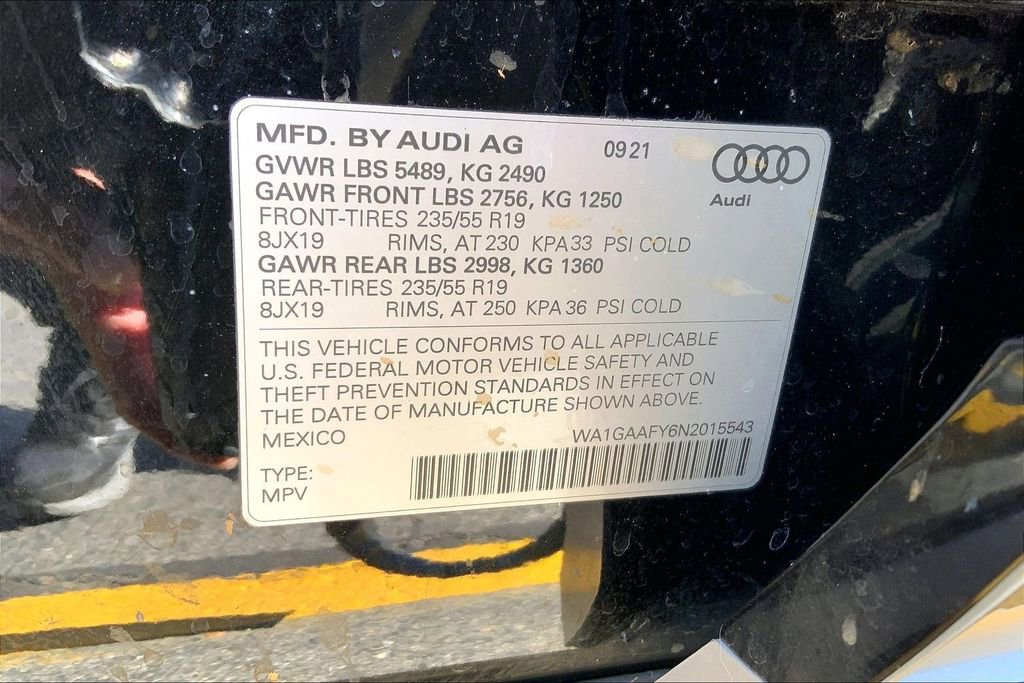 MFD. BY AUDI AG 09 21
GVWR LBS 5489, KG 2490
GAWR FRONT LBS 2756, KG 1250
Audi
FRONT-TIRES 235/55 R19
8JX19 RIMS, AT 230 KPA 33 PSI COLD
GAWR REAR LBS 2998, KG 1360
REAR-TIRES 235/55 R19
8JX19 RIMS, AT 250 KPA 36 PSI COLD
THIS VEHICLE CONFORMS TO ALL APPLICABLE
U.S. FEDERAL MOTOR VEHICLE SAFETY AND
THEFT PREVENTION STANDARDS IN EFFECT ON
THE DATE OF MANUFACTURE SHOWN ABOVE.
MEXICO WA1GAAFY6N2015543
TYPE:
MPV